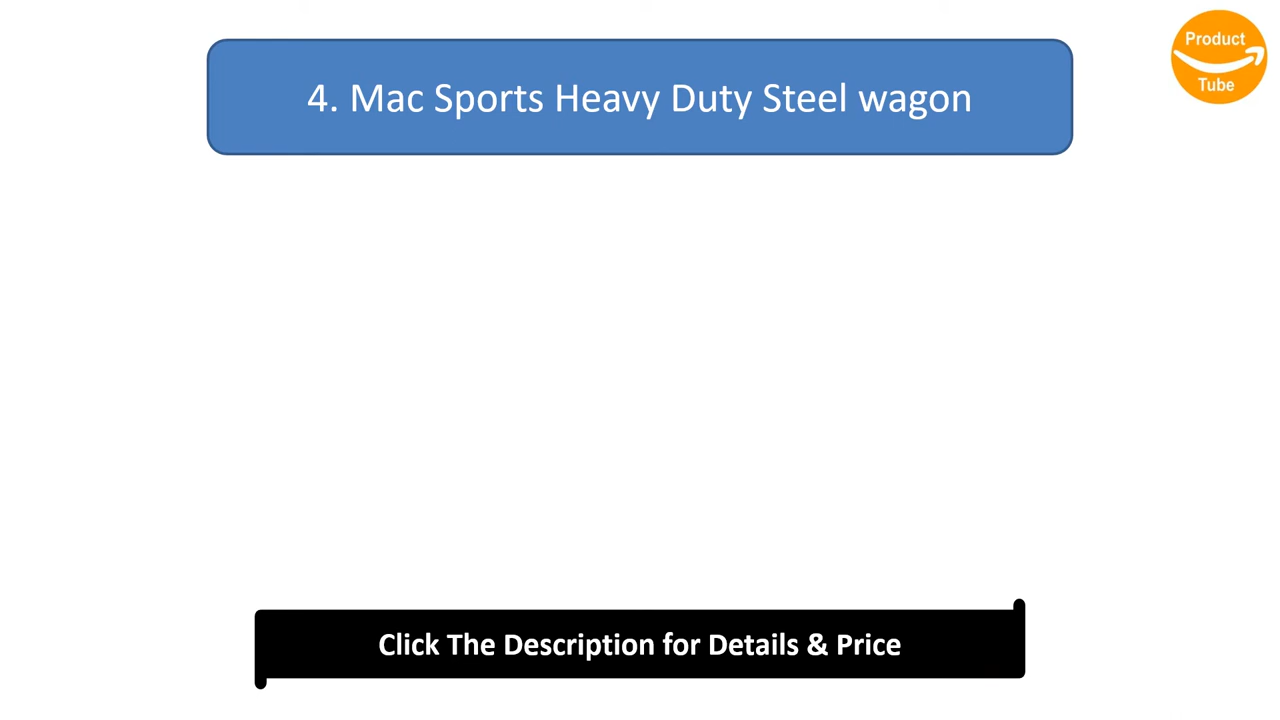 4. Mac Sports Heavy Duty Steel wagon
Product
Tube
Click The Description for Details & Price